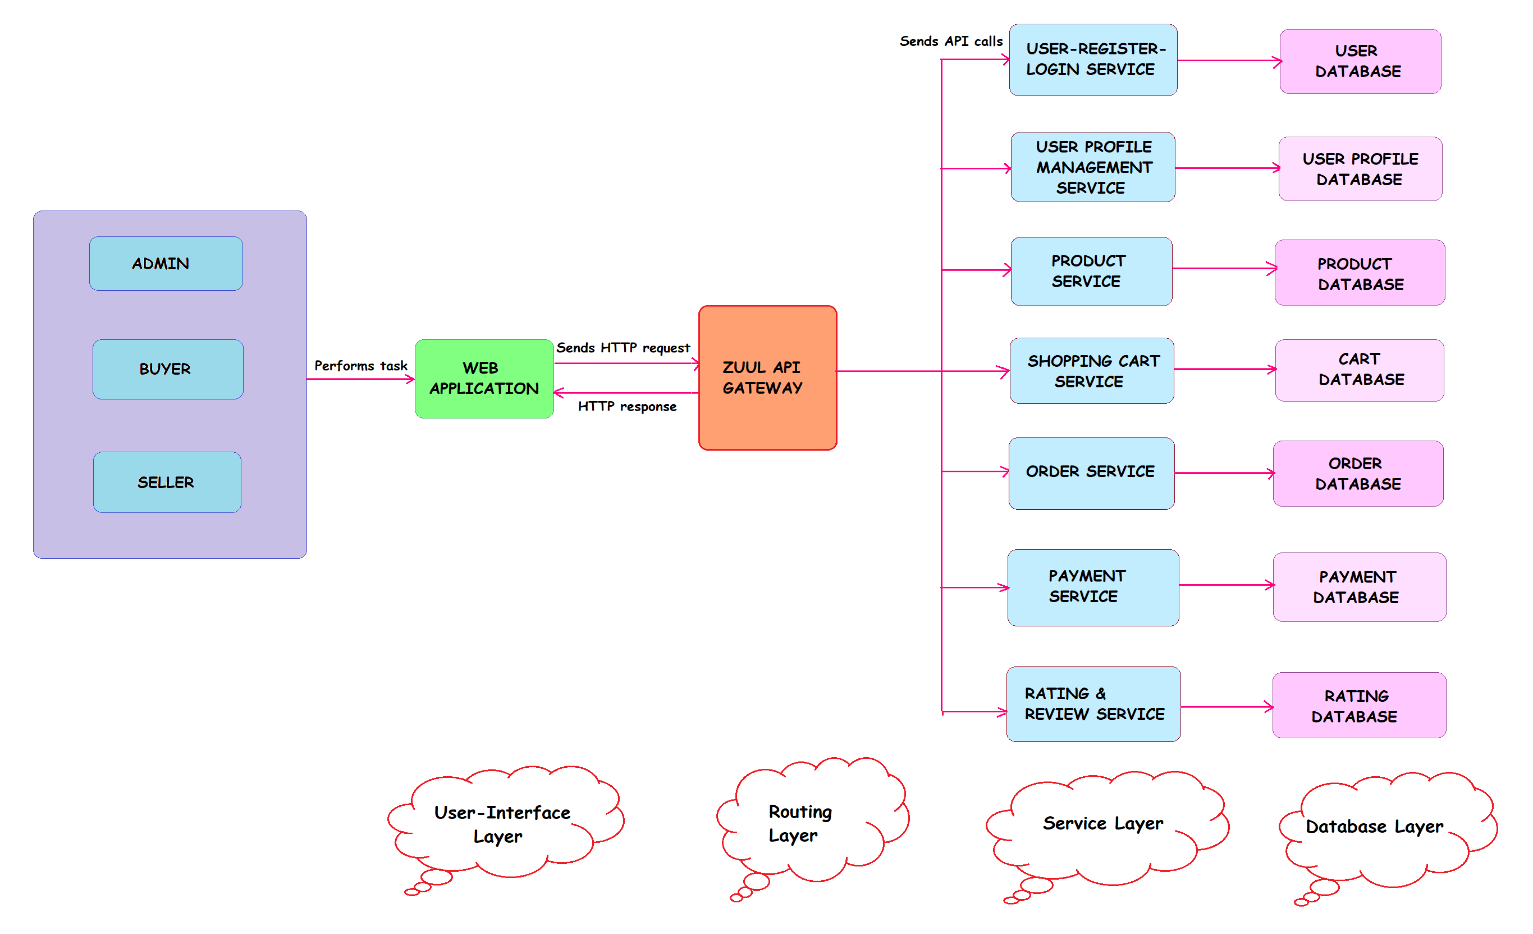 Sends API calls
USER-REGISTER-
LOGIN SERVICE
USER
DATABASE
USER PROFILE
MANAGEMENT
SERVICE
USER PROFILE
DATABASE
ADMIN
BUYER
SELLER
Performs task
WEB
APPLICATION
Sends HTTP request
HTTP response
ZUUL API
GATEWAY
PRODUCT
SERVICE
PRODUCT
DATABASE
SHOPPING CART
SERVICE
CART
DATABASE
ORDER SERVICE
ORDER
DATABASE
PAYMENT
SERVICE
PAYMENT
DATABASE
RATING &
REVIEW SERVICE
RATING
DATABASE
User-Interface
Layer
Routing
Layer
Service Layer
Database Layer